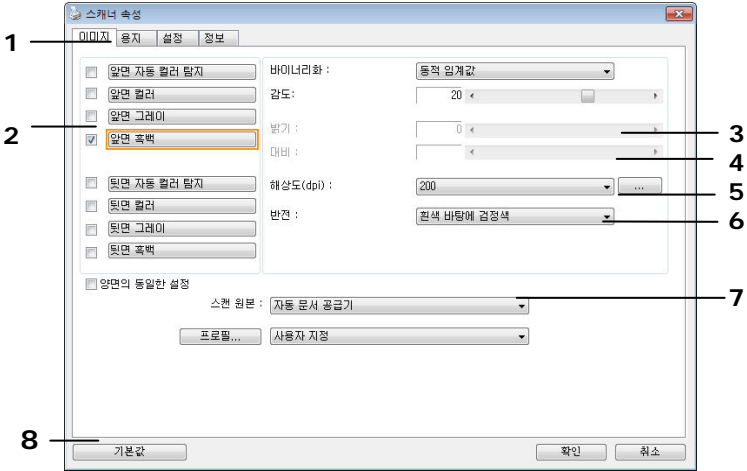 스캐너 속성
1
이미지 용지 설정 정보
앞면 자동 컬러 탐지 바이너리화 : 동적 임계값
앞면 컬러 감도: 20
2
앞면 그레이
앞면 흑백 밝기 : 0 3
대비 : 4
뒷면 자동 컬러 탐지 해상도(dpi) : 200 ... 5
뒷면 컬러 반전 : 흰색 바탕에 검정색 6
뒷면 그레이
뒷면 흑백
양면의 동일한 설정
스캔 원본 : 자동 문서 공급기 7
프로필... 사용자 지정
8
기본값 확인 취소